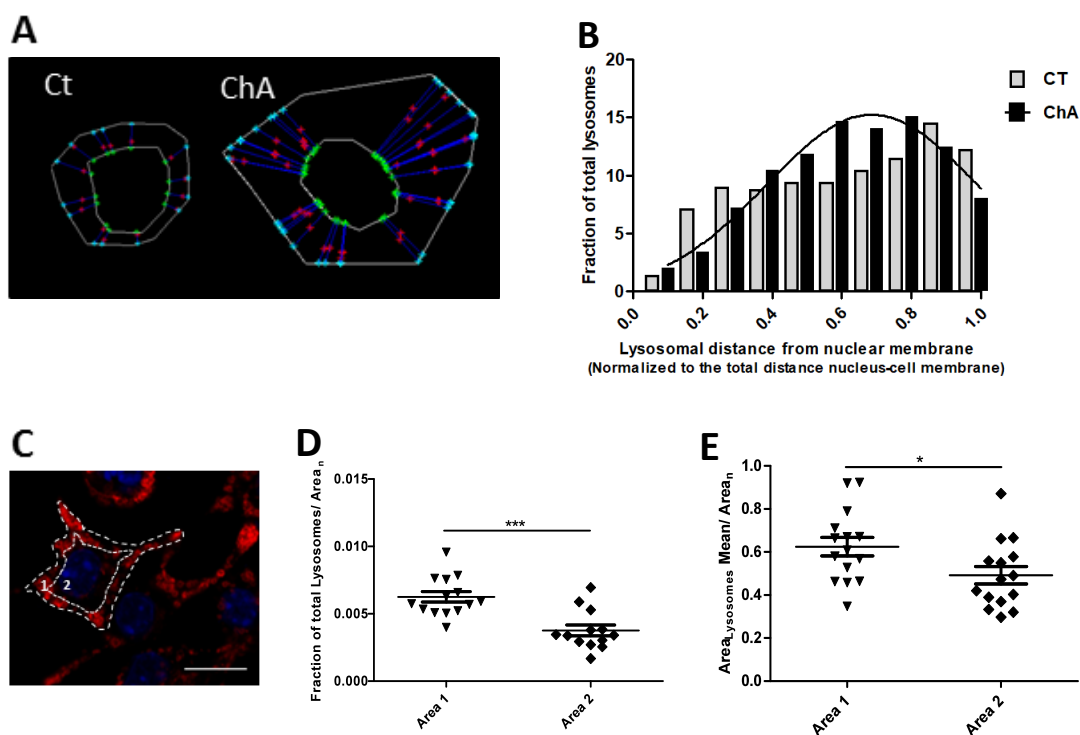 A
Ct
ChA
B
20
15
10
5
0
Fraction of total lysosomes
0.0
0.2
0.4
0.6
0.8
1.0
Lysosomal distance from nuclear membrane
(Normalized to the total distance nucleus-cell membrane)
CT
ChA
C
1
2
D
0.015
0.010
0.005
0.000
Fraction of total Lysosomes/ Area n
***
Area 1
Area 2
E
1.0
0.8
0.6
0.4
0.2
0.0
Area Lysosomes Mean/ Area n
*
Area 1
Area 2